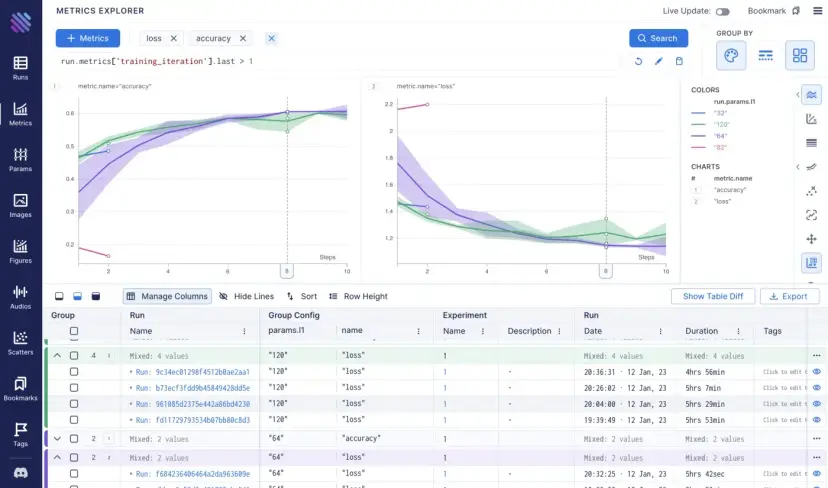 METRICS EXPLORER
Live Update:
Bookmark
Metrics
loss
accuracy
Search
GROUP BY
run.metrics['training_iteration'].last > 1
1 metric.name="accuracy"
2 metric.name="loss"
0.6
0.5
0.4
0.3
0.2
2 4 6 8 10
Steps
2.2
2
1.8
1.6
1.4
1.2
2 4 6 8 10
Steps
COLORS
run.params.l1
"32"
"120"
"64"
"82"
CHARTS
# metric.name
1 "accuracy"
2 "loss"
Runs
Metrics
Params
Images
Figures
Audios
Scatters
Bookmarks
Tags
Manage Columns
Hide Lines
Sort
Row Height
Show Table Diff
Export
Group Run Group Config Experiment Run
Name params.l1 name Name Description Date Duration Tags
4 Mixed: 4 values "120" "loss" 1 Mixed: 4 values Mixed: 4 values
Run: 9c34ec01298f4512b8ae2aa1 "120" "loss" 1 - 20:36:31 · 12 Jan, 23 4hrs 56min Click to edit t
Run: b73ecf3fdd9b45849428dd5e "120" "loss" 1 - 20:26:02 · 12 Jan, 23 5hrs 7min Click to edit t
Run: 961085d2375e442a86bd4230 "120" "loss" 1 - 20:04:00 · 12 Jan, 23 5hrs 29min Click to edit t
Run: fd11729793534b07bb80c8d3 "120" "loss" 1 - 19:39:49 · 12 Jan, 23 5hrs 53min Click to edit t
2 Mixed: 2 values "64" "accuracy" 1 Mixed: 2 values Mixed: 2 values
2 Mixed: 2 values "64" "loss" 1 Mixed: 2 values Mixed: 2 values
Run: f684236406464a2da963609e "64" "loss" 1 - 20:32:25 · 12 Jan, 23 5hrs 42sec Click to edit t